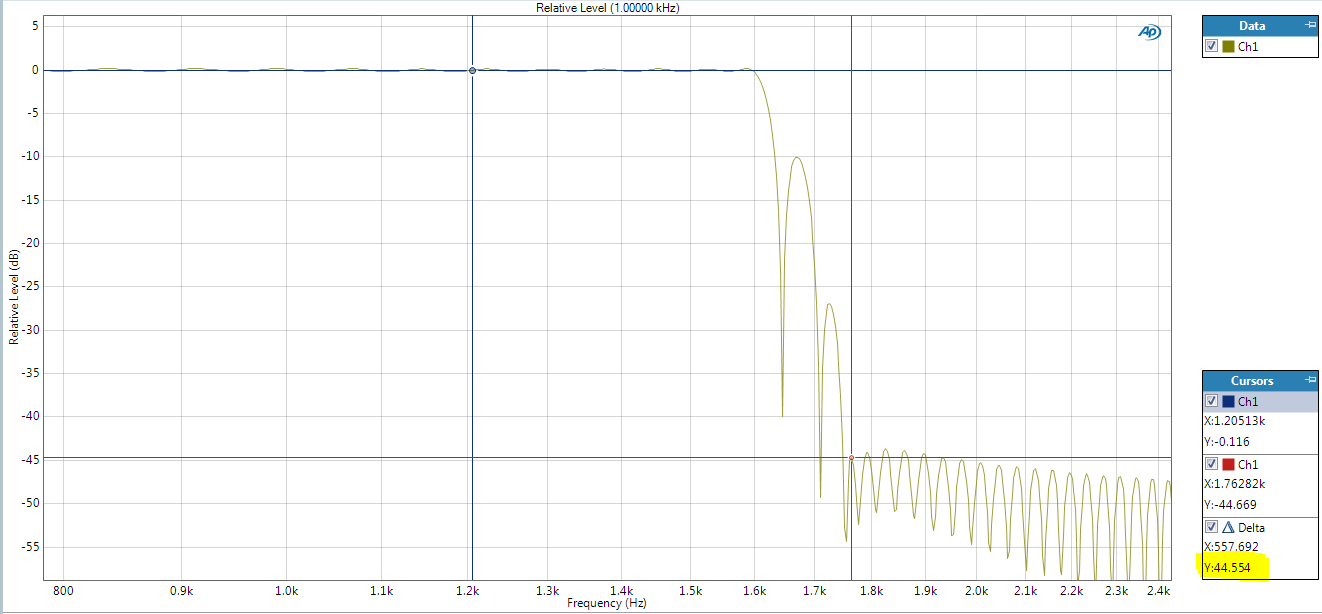 Relative Level (1.00000 kHz)
AP
Data
Ch1
5
0
-5
-10
-15
-20
-25
-30
-35
-40
-45
-50
-55
Relative Level (dB)
800
0.9k
1.0k
1.1k
1.2k
1.3k
1.4k
1.5k
1.6k
1.7k
1.8k
1.9k
2.0k
2.1k
2.2k
2.3k
2.4k
Frequency (Hz)
Cursors
Ch1
X:1.20513k
Y:-0.116
Ch1
X:1.76282k
Y:-44.669
Delta
X:557.692
Y:44.554